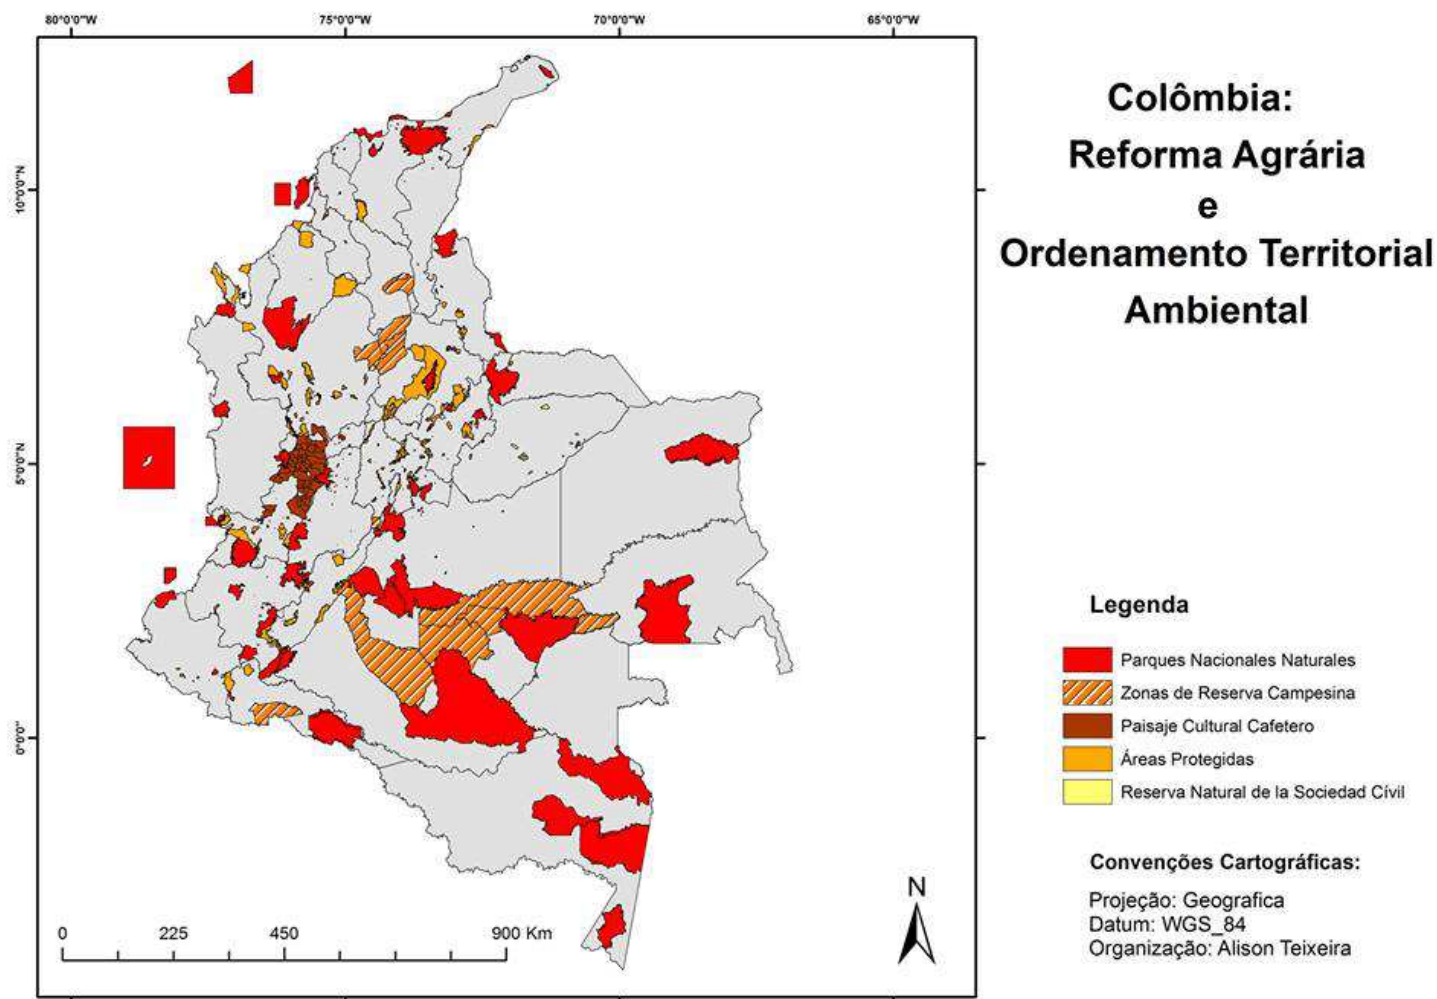 80°0'0"W
75°0'0"W
70°0'0"W
65°0'0"W
10°0'0"N
5°0'0"N
0°0'0"
Colômbia:
Reforma Agrária
e
Ordenamento Territorial
Ambiental
Legenda
Parques Nacionales Naturales
Zonas de Reserva Campesina
Paisaje Cultural Cafetero
Áreas Protegidas
Reserva Natural de la Sociedad Cívil
Convenções Cartográficas:
Projeção: Geografica
Datum: WGS_84
Organização: Alison Teixeira
N
0 225 450 900 Km